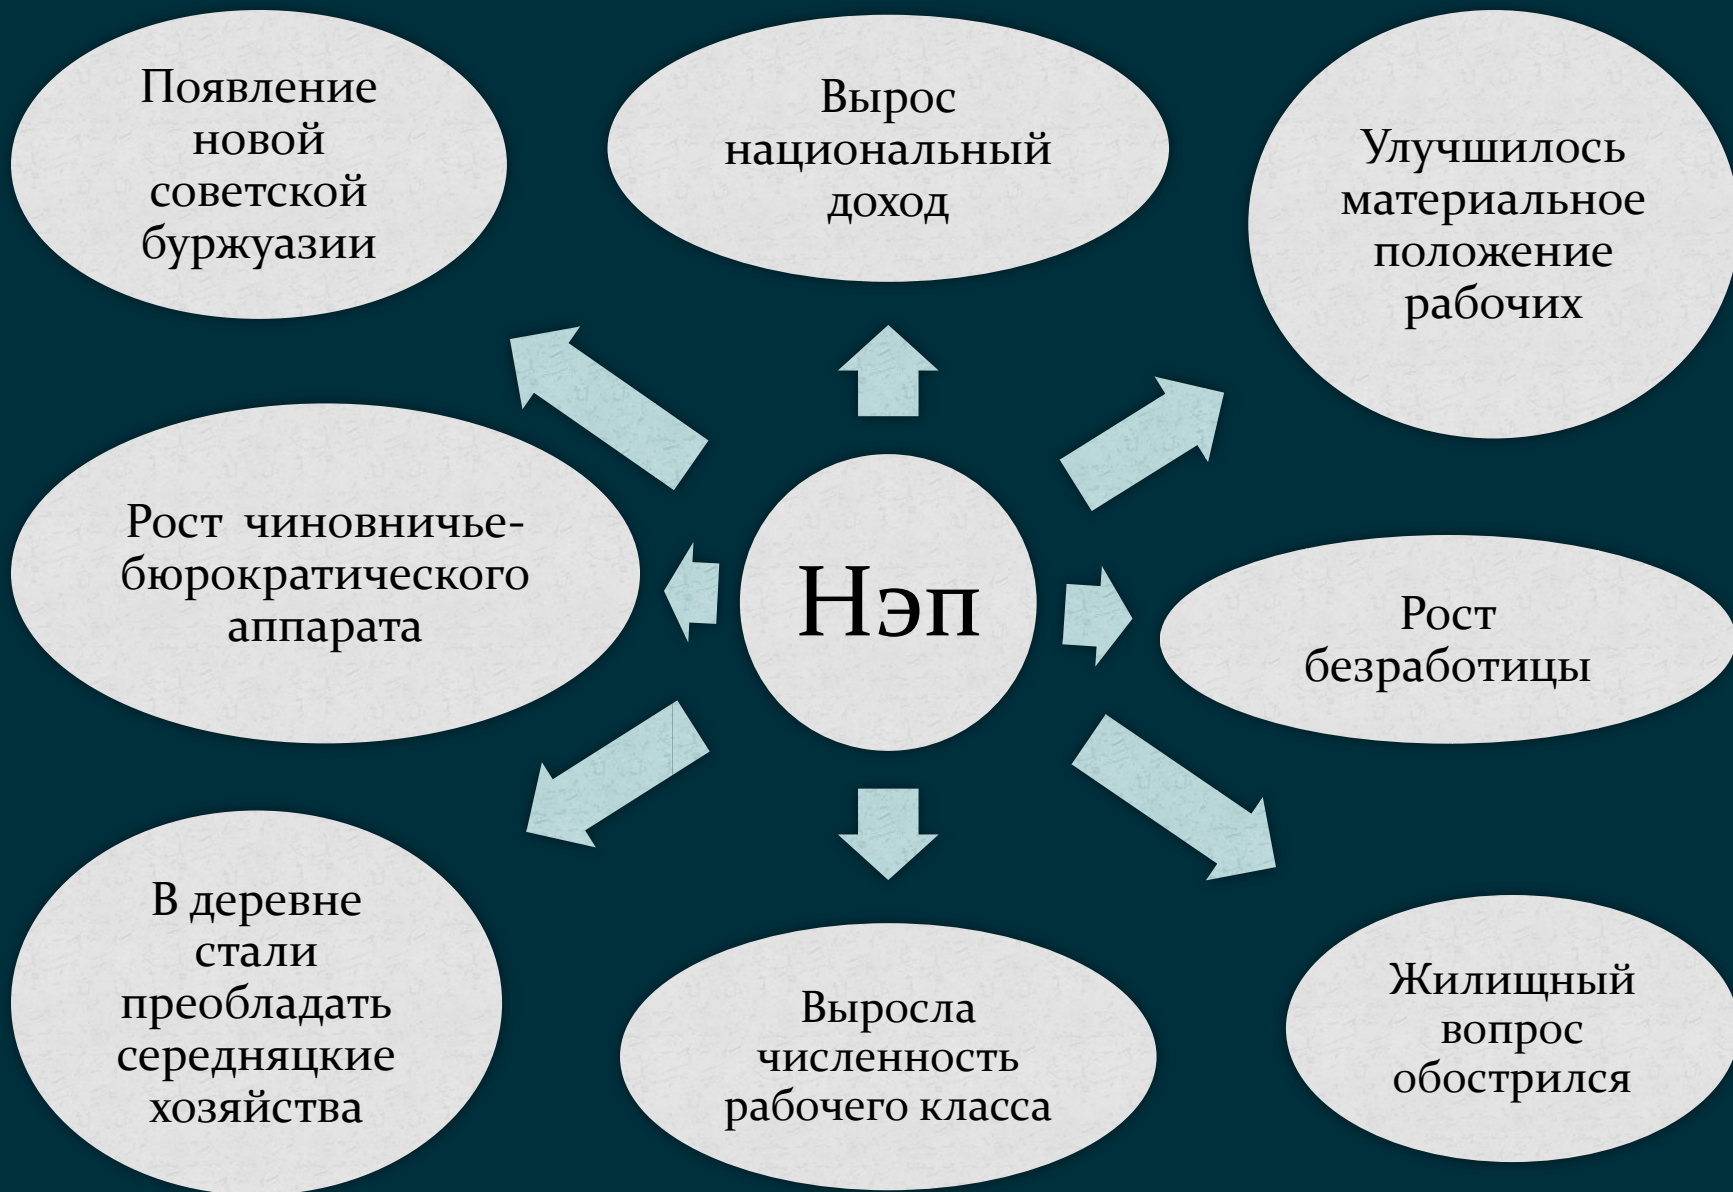 Появление
новой
советской
буржуазии
Вырос
национальный
доход
Улучшилось
материальное
положение
рабочих
Рост чиновничье-
бюрократического
аппарата
Нэп
Рост
безработицы
В деревне
стали
преобладать
середняцкие
хозяйства
Выросла
численность
рабочего класса
Жилищный
вопрос
обострился